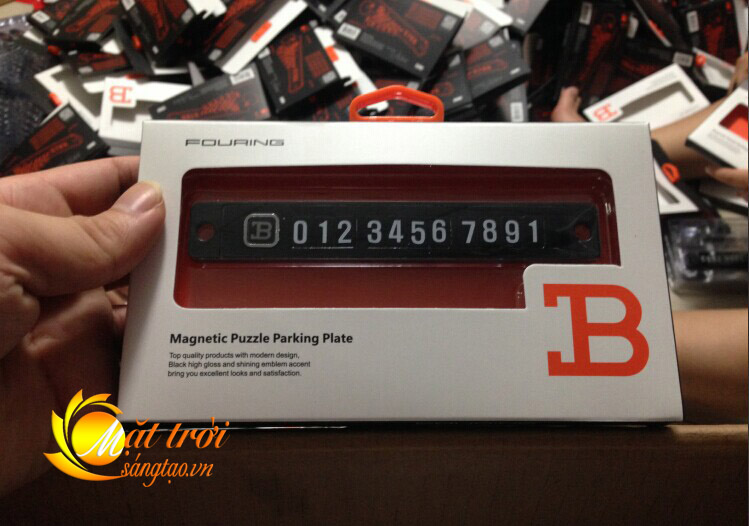 FOURING
B 012 3456 7891
Magnetic Puzzle Parking Plate
Top quality products with modern design,
Black high gloss and shining emblem accent
bring you excellent looks and satisfaction.
B
Mặt trời
sángtạo.vn